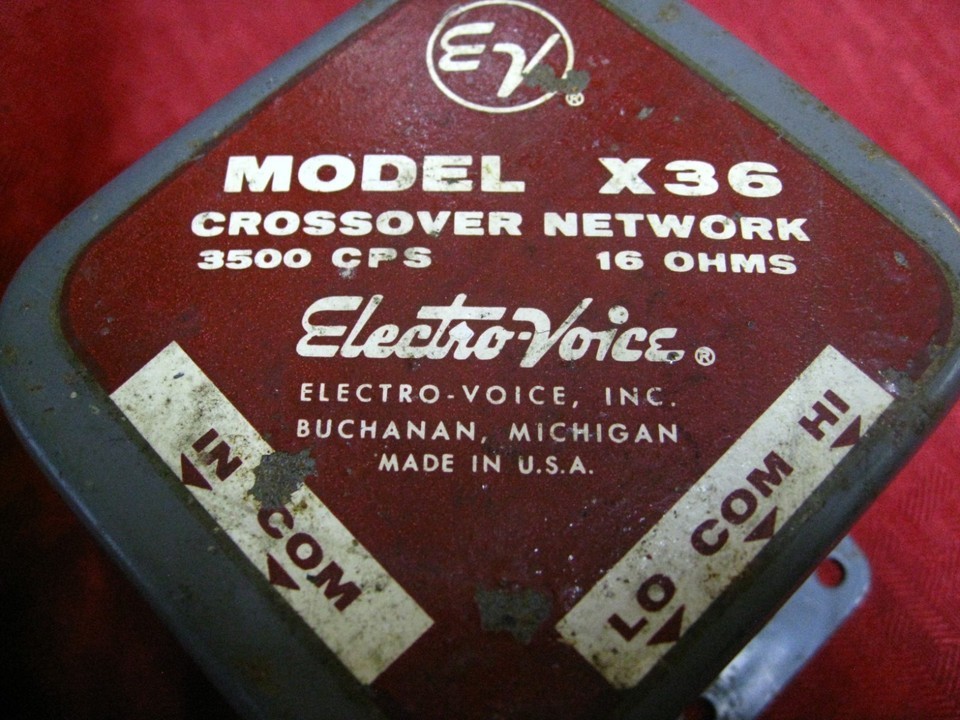 EV®
MODEL X36
CROSSOVER NETWORK
3500 CPS 16 OHMS
Electro-Voice®
ELECTRO-VOICE, INC.
BUCHANAN, MICHIGAN
MADE IN U.S.A.
IN COM
LO COM HI